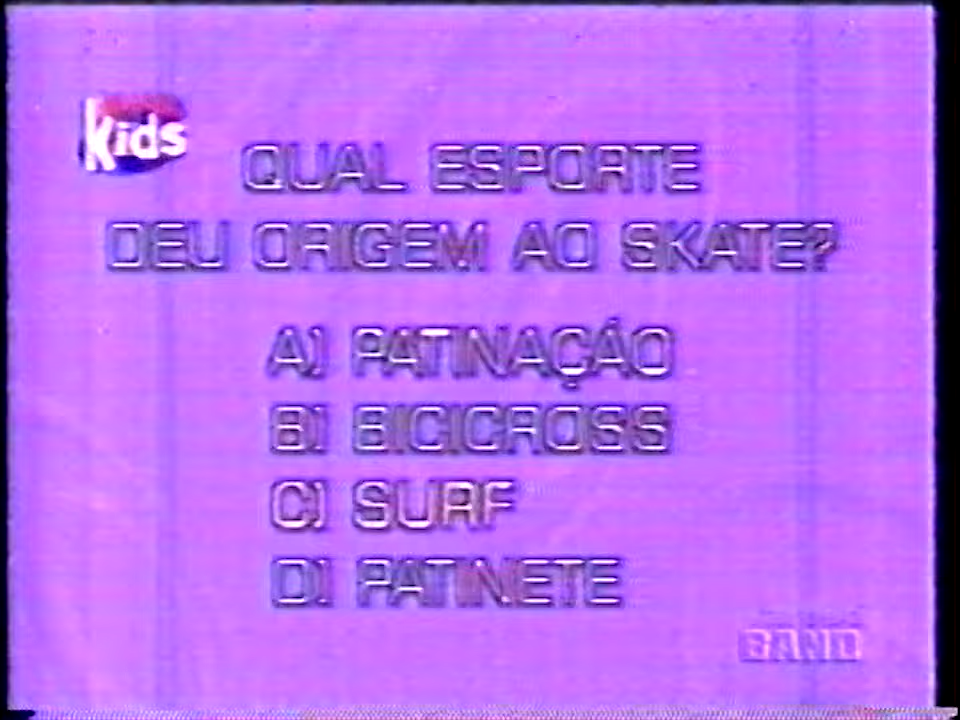 Kids
QUAL ESPORTE
DEU ORIGEM AO SKATE?
A) PATINAÇÃO
B) BICICROSS
C) SURF
D) PATINETE
BAND